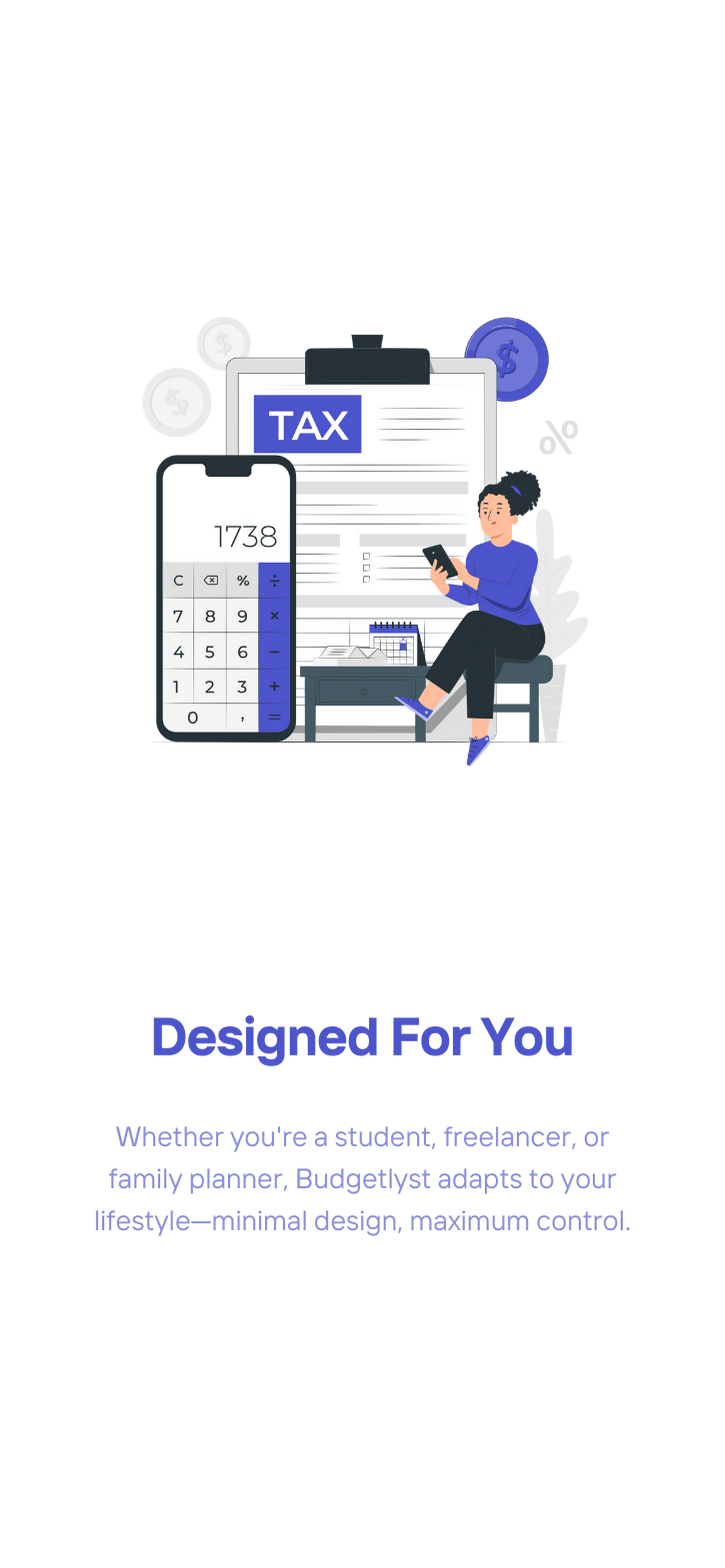 TAX
1738
C % ÷
7 8 9 ×
4 5 6 −
1 2 3 +
0 , =
%
Designed For You
Whether you're a student, freelancer, or
family planner, Budgetlyst adapts to your
lifestyle—minimal design, maximum control.